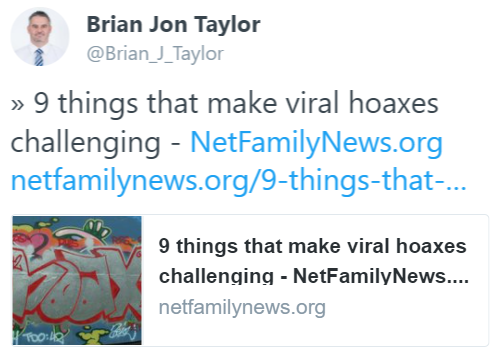 Brian Jon Taylor
@Brian_J_Taylor
» 9 things that make viral hoaxes
challenging - NetFamilyNews.org
netfamilynews.org/9-things-that-...
9 things that make viral hoaxes
challenging - NetFamilyNews....
netfamilynews.org